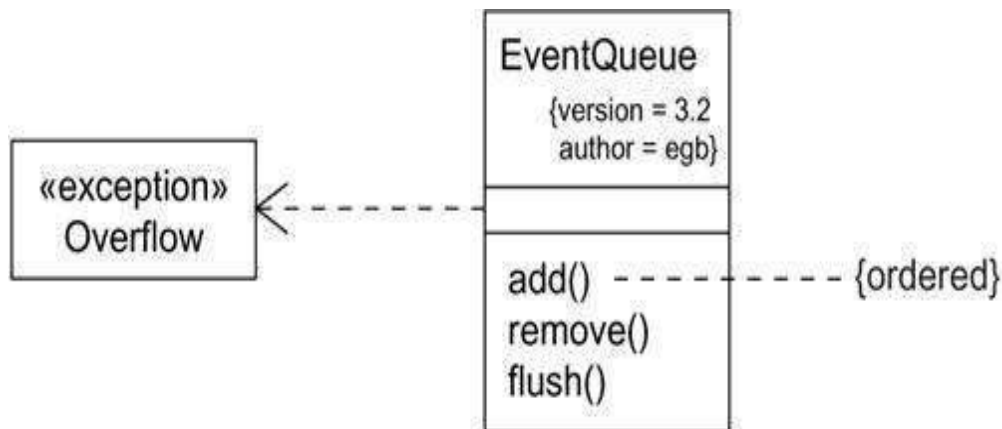 EventQueue
{version = 3.2
author = egb}
«exception»
Overflow
add()
{ordered}
remove()
flush()